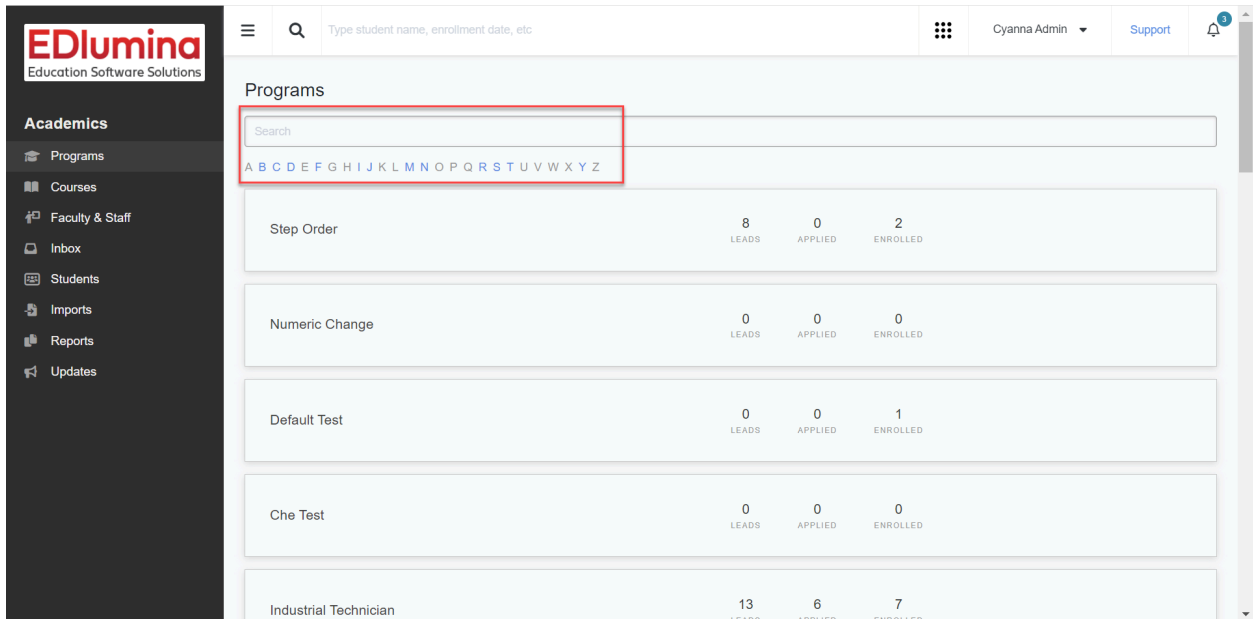 EDlumina
Education Software Solutions
Type student name, enrollment date, etc
Cyanna Admin
Support
3
Academics
Programs
Courses
Faculty & Staff
Inbox
Students
Imports
Reports
Updates
Programs
Search
A B C D E F G H I J K L M N O P Q R S T U V W X Y Z
Step Order
8 0 2
LEADS APPLIED ENROLLED
Numeric Change
0 0 0
LEADS APPLIED ENROLLED
Default Test
0 0 1
LEADS APPLIED ENROLLED
Che Test
0 0 0
LEADS APPLIED ENROLLED
Industrial Technician
13 6 7
LEADS APPLIED ENROLLED